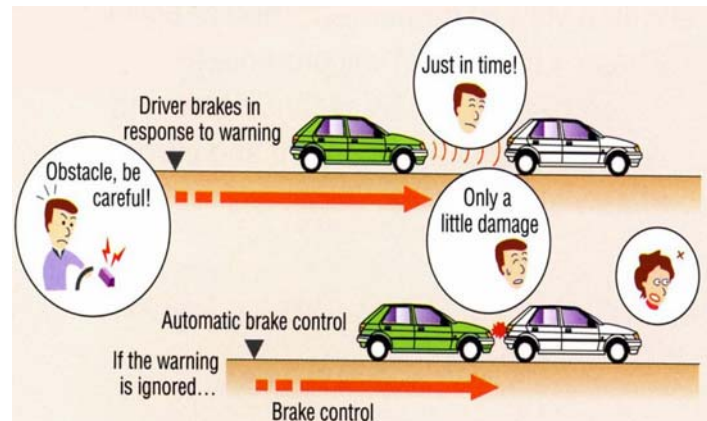 Just in time!
Driver brakes in
response to warning
Obstacle, be
careful!
Only a
little damage
Automatic brake control
If the warning
is ignored...
Brake control